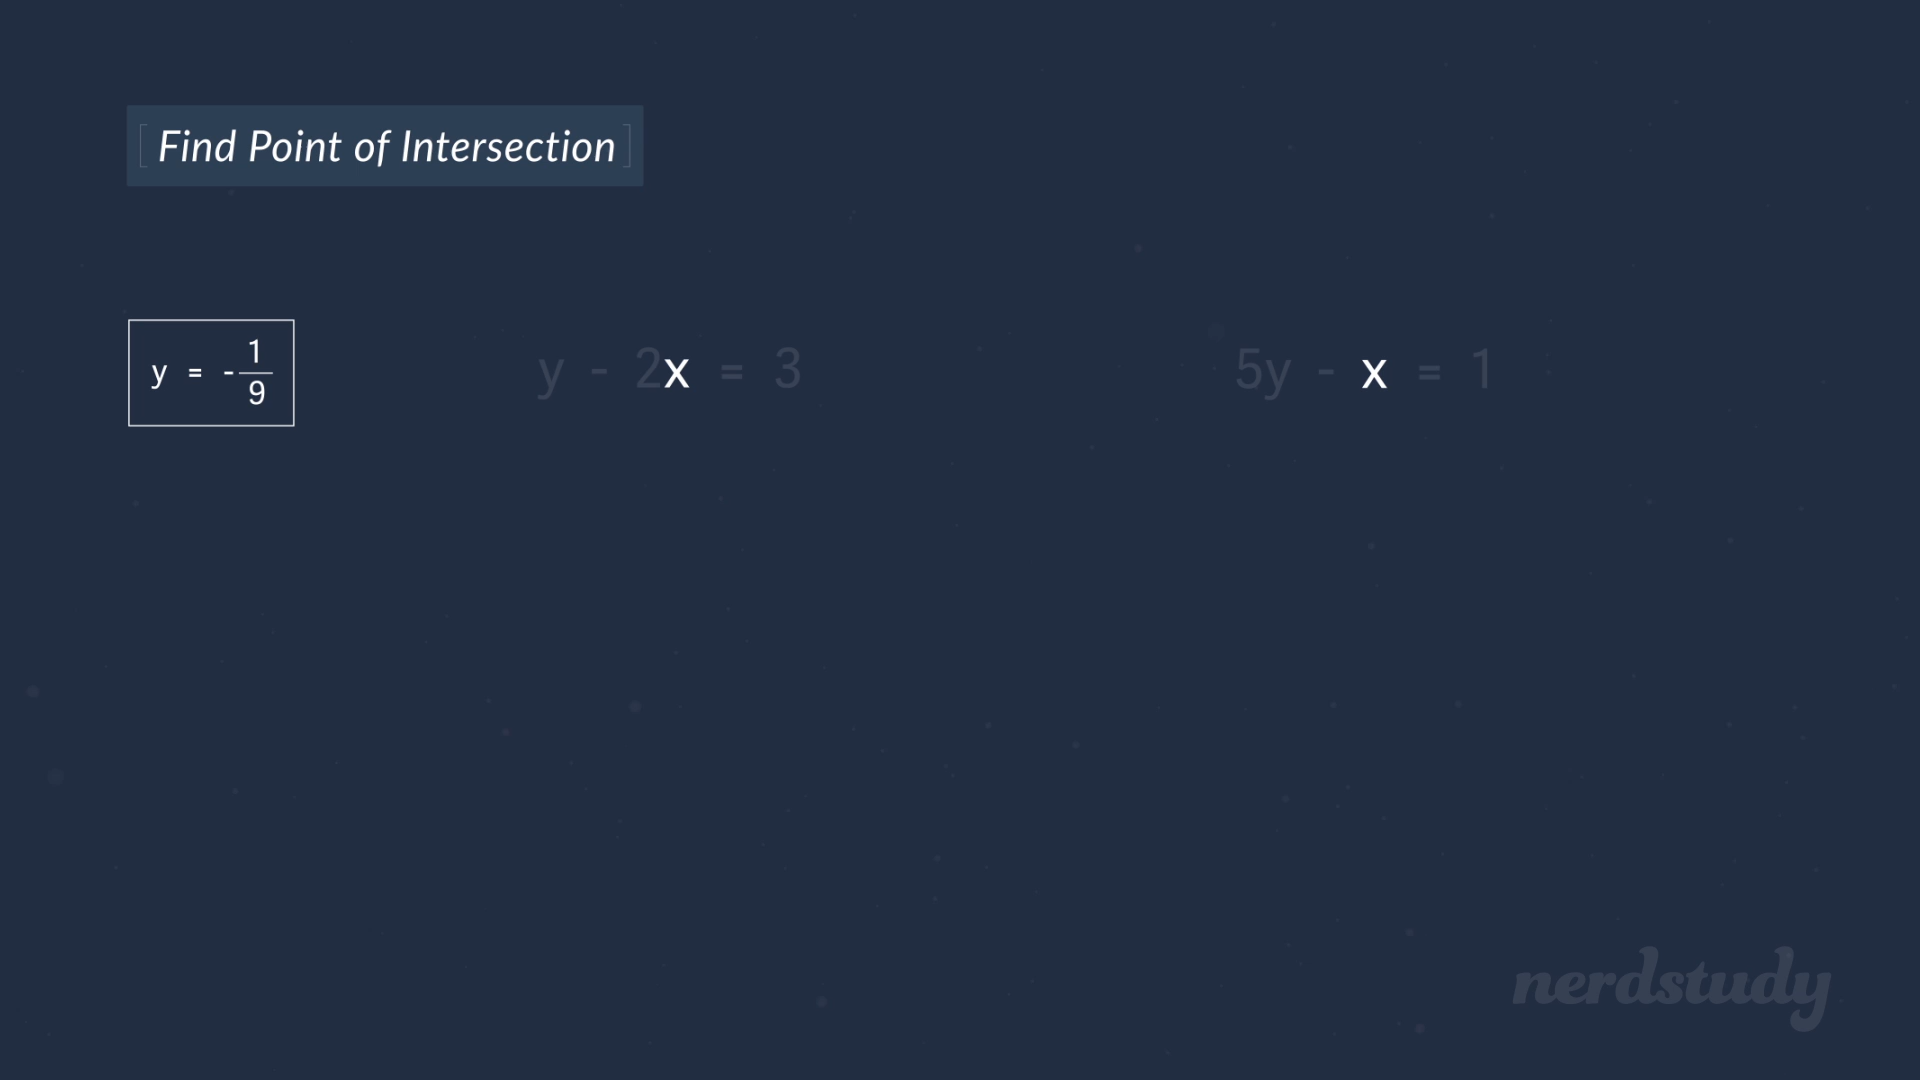 [Find Point of Intersection]
y = -1/9
y - 2x = 3
5y - x = 1
nerdstudy